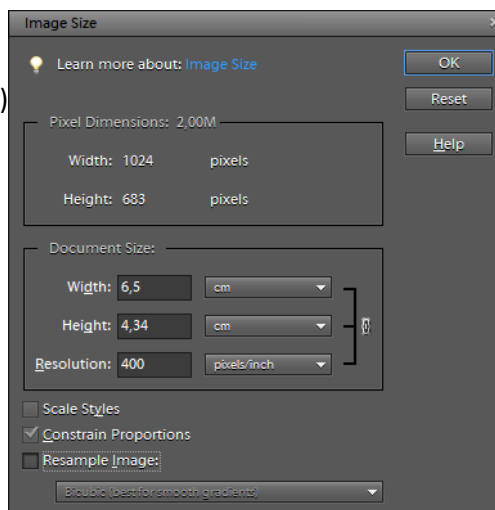 Image Size
Learn more about: Image Size
OK
)
Reset
Pixel Dimensions: 2,00M
Help
Width: 1024 pixels
Height: 683 pixels
Document Size:
Width: 6,5 cm
Height: 4,34 cm
Resolution: 400 pixels/inch
Scale Styles
Constrain Proportions
Resample Image:
Bicubic (best for smooth gradients)